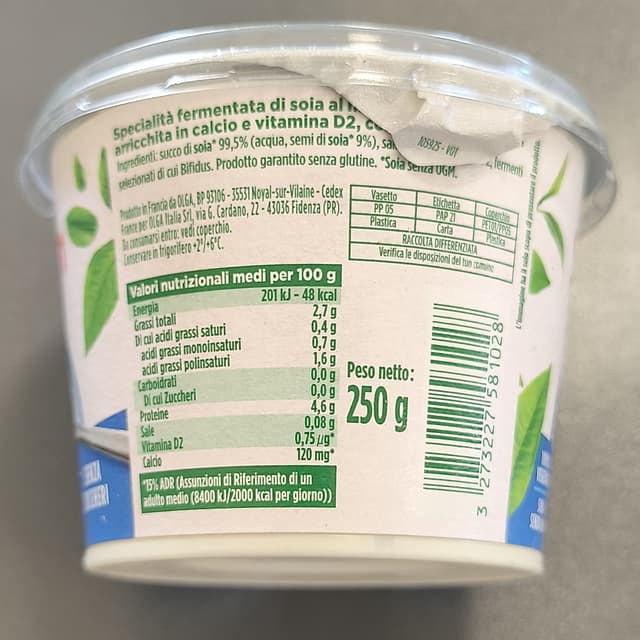 Specialità fermentata di soia al
arricchita in calcio e vitamina D2,
Ingredienti: succo di soia* 99,5% (acqua, semi di soia* 9%),
fermenti
selezionati di cui Bifidus. Prodotto garantito senza glutine. *Soia senza OGM.
Prodotto in Francia da OLGA, BP 93106 - 35531 Noyal-sur-Vilaine - Cedex
France per: OLGA Italia Srl, via G. Cardano, 22 - 43036 Fidenza (PR).
Da consumarsi entro: vedi coperchio.
Conservare in frigorifero +2°/+6°C.
Vasetto Etichetta Coperchio
PP 05 PAP 21 PET01/PP05
Plastica Carta Plastica
RACCOLTA DIFFERENZIATA
Verifica le disposizioni del tuo comune
Valori nutrizionali medi per 100 g
Energia 201 kJ - 48 kcal
Grassi totali 2,7 g
Di cui acidi grassi saturi 0,4 g
acidi grassi monoinsaturi 0,7 g
acidi grassi polinsaturi 1,6 g
Carboidrati 0,0 g
Di cui Zuccheri 0,0 g
Proteine 4,6 g
Sale 0,08 g
Vitamina D2 0,75 µg*
Calcio 120 mg*
*15% ADR (Assunzioni di Riferimento di un
adulto medio (8400 kJ/2000 kcal per giorno))
Peso netto:
250 g
3 273227 581028